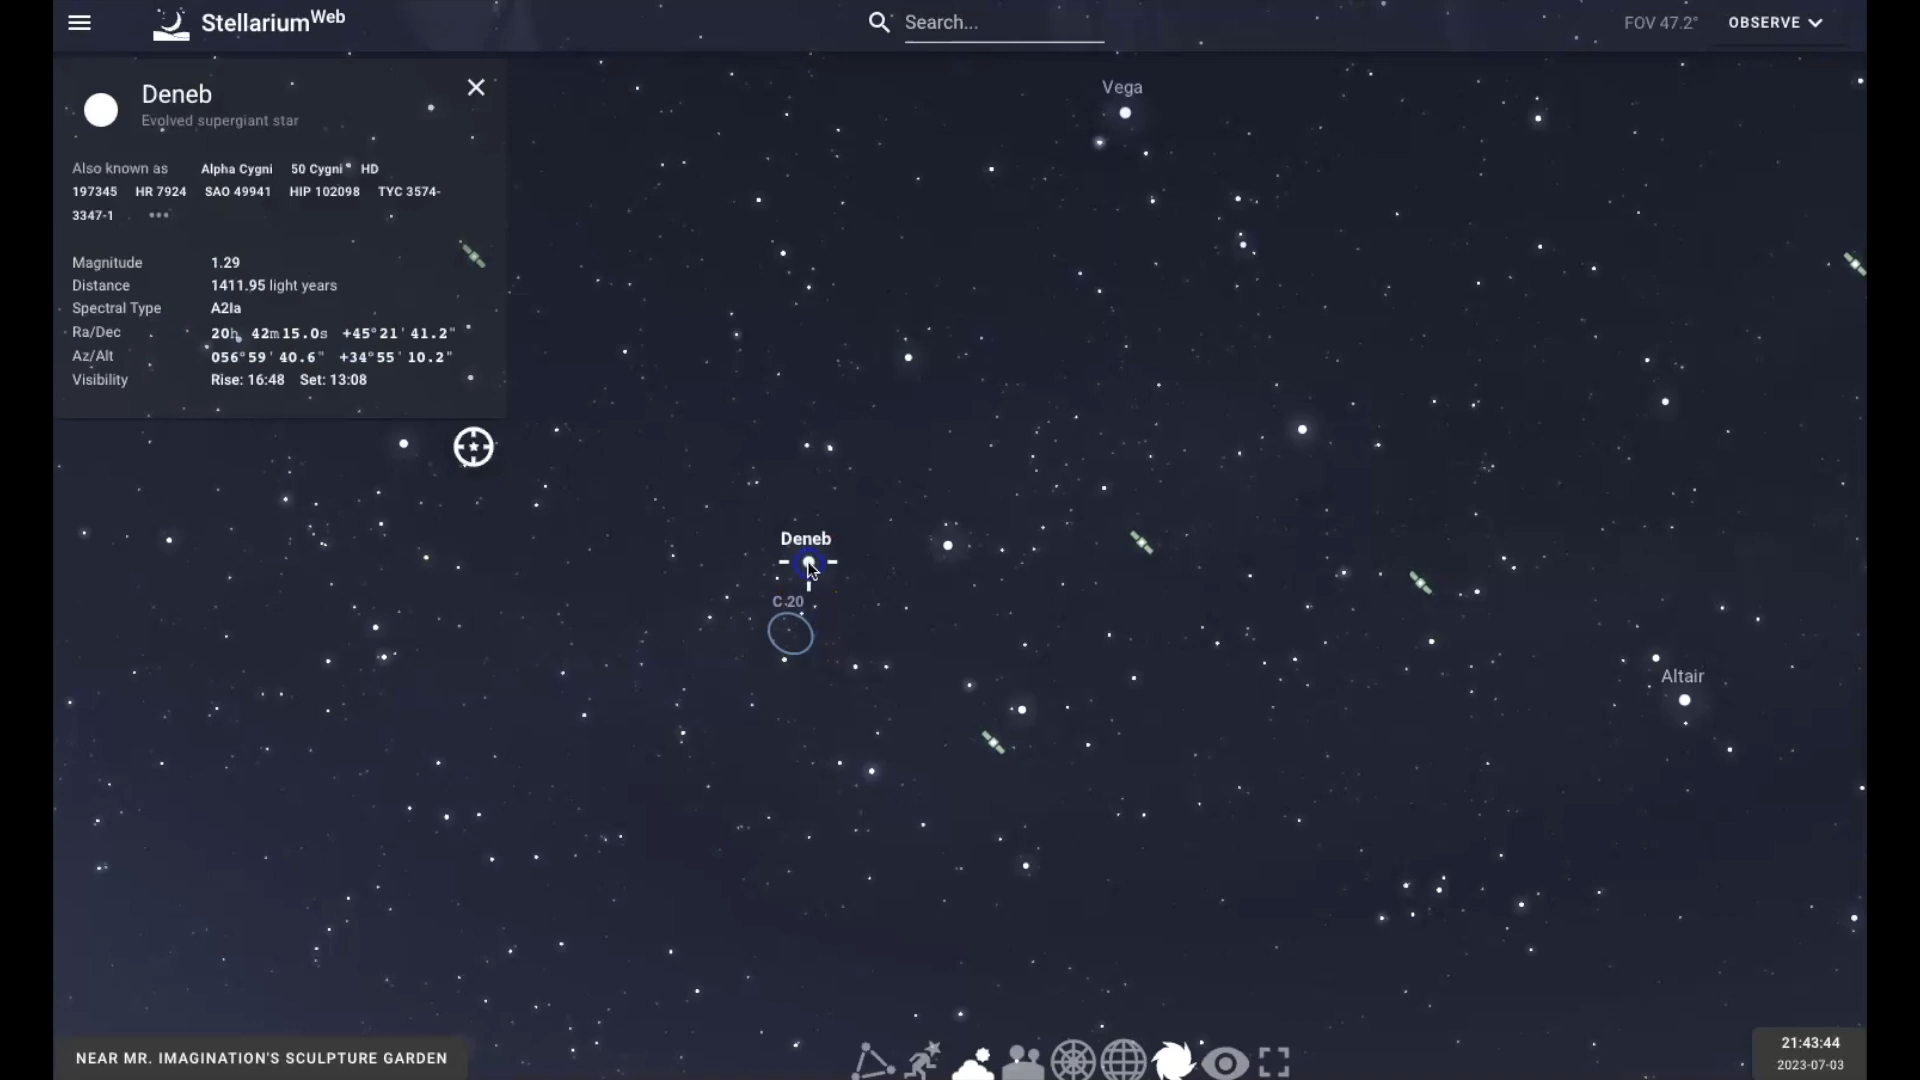 StellariumWeb
Search...
FOV 47.2°
OBSERVE
Deneb
Evolved supergiant star
Also known as Alpha Cygni 50 Cygni HD
197345 HR 7924 SAO 49941 HIP 102098 TYC 3574-
3347-1 •••
Magnitude 1.29
Distance 1411.95 light years
Spectral Type A2Ia
Ra/Dec 20h 42m 15.0s +45°21'41.2"
Az/Alt 056°59'40.6" +34°55'10.2"
Visibility Rise: 16:48 Set: 13:08
Vega
Deneb
C 20
Altair
NEAR MR. IMAGINATION'S SCULPTURE GARDEN
21:43:44
2023-07-03